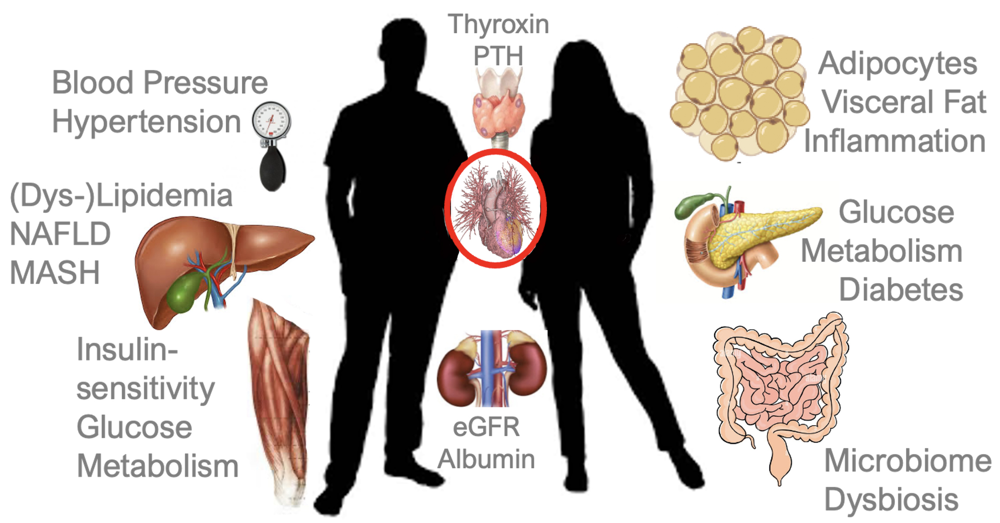 Thyroxin
PTH
Blood Pressure
Hypertension
(Dys-)Lipidemia
NAFLD
MASH
Insulin-
sensitivity
Glucose
Metabolism
eGFR
Albumin
Adipocytes
Visceral Fat
Inflammation
Glucose
Metabolism
Diabetes
alamy
Microbiome
Dysbiosis